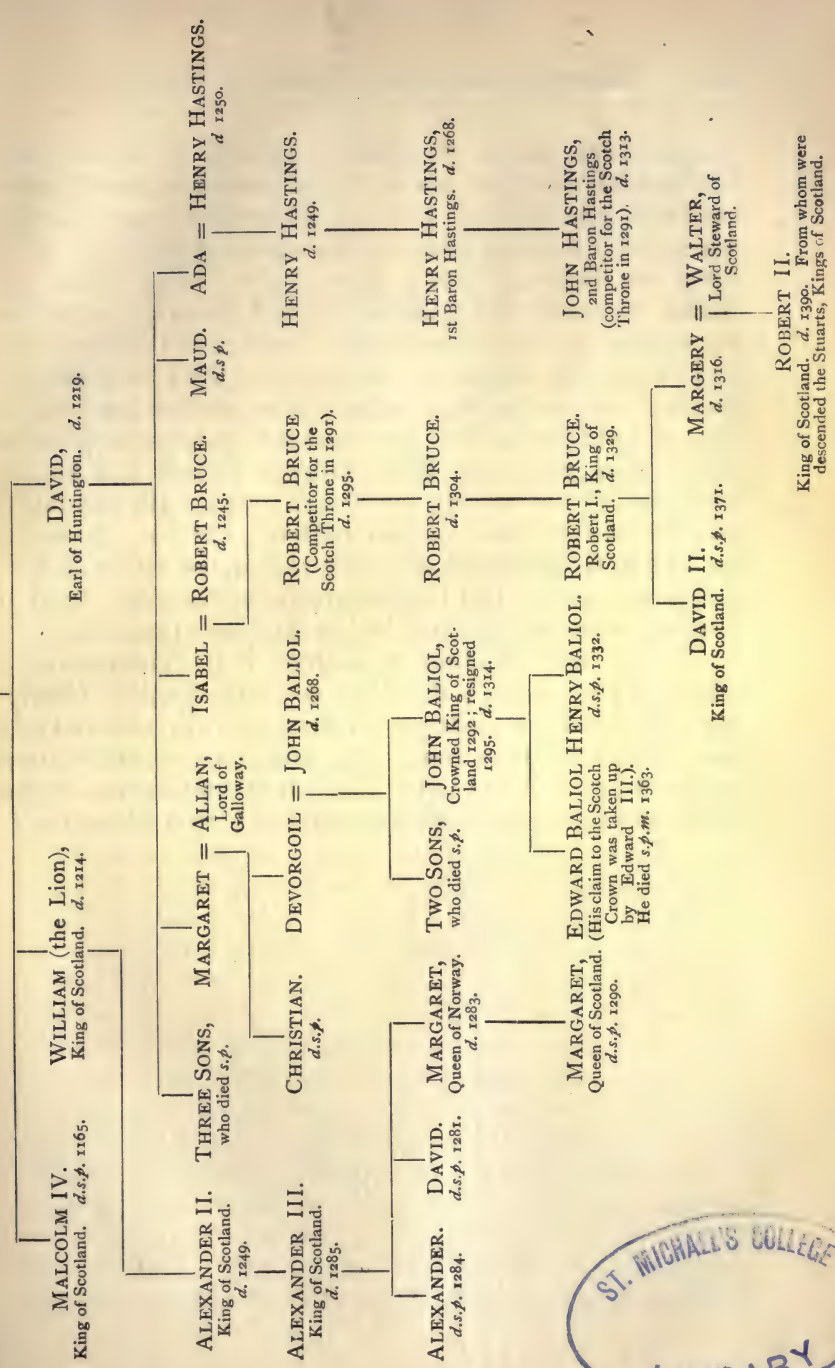 MALCOLM IV.
King of Scotland. d.s.p. 1165.
WILLIAM (the Lion),
King of Scotland. d. 1214.
DAVID,
Earl of Huntington. d. 1219.
ALEXANDER II.
King of Scotland.
d. 1249.
THREE SONS,
who died s.p.
MARGARET = ALLAN,
Lord of
Galloway.
ISABEL = ROBERT BRUCE.
d. 1245.
MAUD.
d.s p.
ADA = HENRY HASTINGS.
d 1250.
ALEXANDER III.
King of Scotland.
d. 1285.
CHRISTIAN.
d.s.p.
DEVORGOIL = JOHN BALIOL.
d. 1268.
ROBERT BRUCE
(Competitor for the
Scotch Throne in 1291).
d. 1295.
HENRY HASTINGS.
d. 1249.
ALEXANDER.
d.s.p. 1284.
DAVID.
d.s.p. 1281.
MARGARET,
Queen of Norway.
d. 1283.
TWO SONS,
who died s.p.
JOHN BALIOL,
Crowned King of Scot-
land 1292; resigned
1295. d. 1314.
ROBERT BRUCE
d. 1304.
HENRY HASTINGS,
1st Baron Hastings. d. 1268.
MARGARET,
Queen of Scotland.
d.s.p. 1290.
EDWARD BALIOL
(His claim to the Scotch
Crown was taken up
by Edward III.).
He died s.p.m. 1363.
HENRY BALIOL.
d.s.p. 1332.
ROBERT BRUCE.
Robert I., King of
Scotland. d. 1329.
JOHN HASTINGS,
2nd Baron Hastings
(competitor for the Scotch
Throne in 1291). d. 1313.
DAVID II.
King of Scotland. d.s.p. 1371.
MARGERY = WALTER,
d. 1316.
Lord Steward of
Scotland.
ROBERT II.
King of Scotland. d. 1390. From whom were
descended the Stuarts, Kings of Scotland.
ST. MICHALL'S COLLEGE